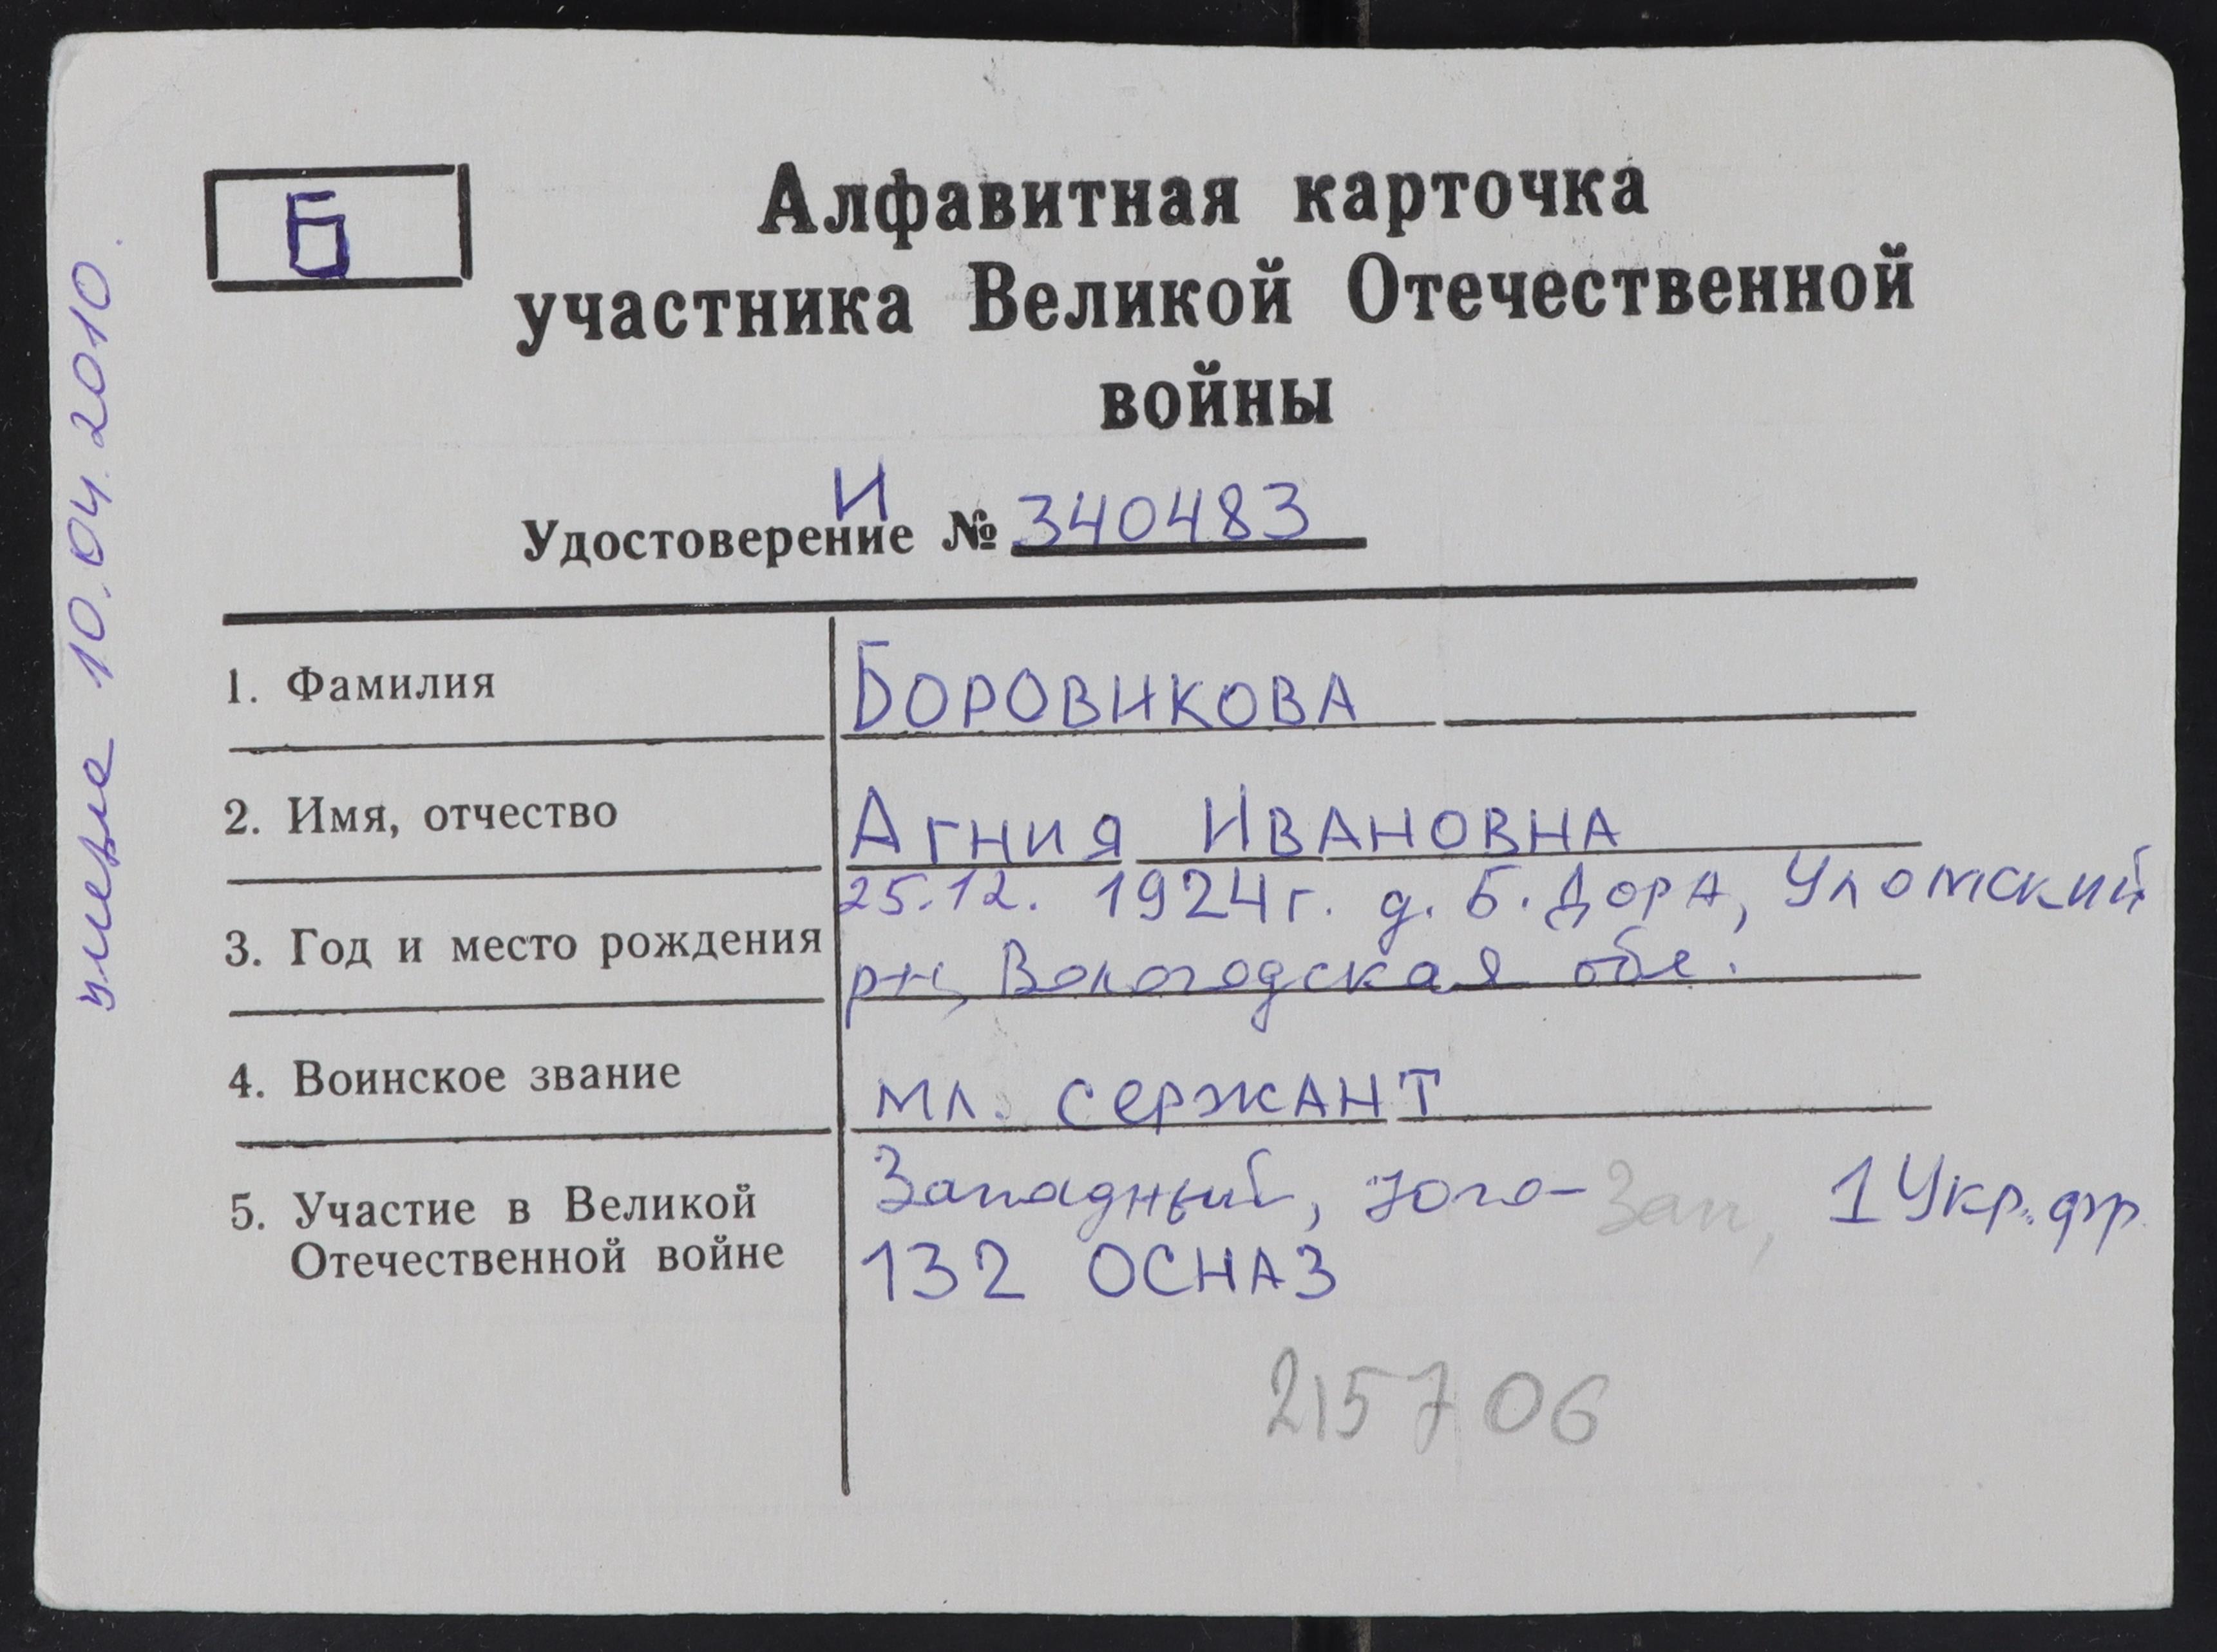 Б
Алфавитная карточка
участника Великой Отечественной
войны
И
Удостоверение № 340483
1. Фамилия
Боровикова
2. Имя, отчество
Агния Ивановна
3. Год и место рождения
25.12. 1924г. д. Б. Дора, Уломский
р-н, Вологодская обл.
4. Воинское звание
мл. сержант
5. Участие в Великой
Отечественной войне
Западный, Юго-Зап, 1 Укр. фр.
132 ОСНАЗ
215706
умерла 10.04.2010.